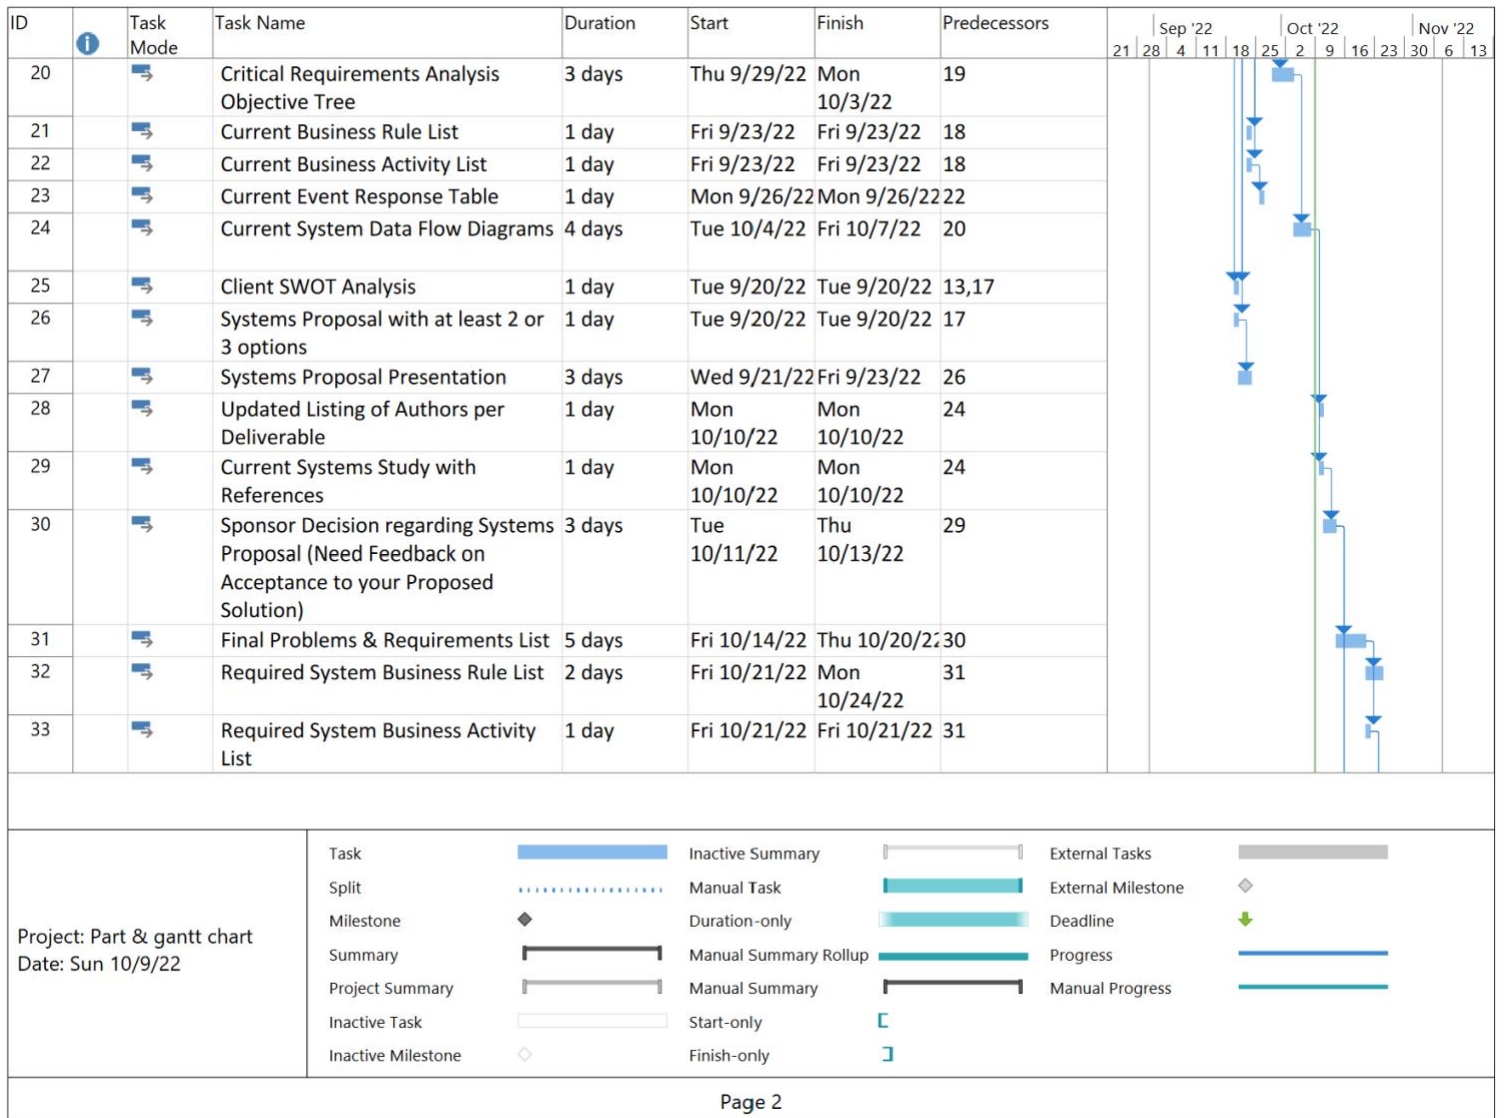 ID Task Mode Task Name Duration Start Finish Predecessors
Sep '22 Oct '22 Nov '22
21 28 4 11 18 25 2 9 16 23 30 6 13
20 Critical Requirements Analysis 3 days Thu 9/29/22 Mon 19
Objective Tree 10/3/22
21 Current Business Rule List 1 day Fri 9/23/22 Fri 9/23/22 18
22 Current Business Activity List 1 day Fri 9/23/22 Fri 9/23/22 18
23 Current Event Response Table 1 day Mon 9/26/22 Mon 9/26/22 22
24 Current System Data Flow Diagrams 4 days Tue 10/4/22 Fri 10/7/22 20
25 Client SWOT Analysis 1 day Tue 9/20/22 Tue 9/20/22 13,17
26 Systems Proposal with at least 2 or 1 day Tue 9/20/22 Tue 9/20/22 17
3 options
27 Systems Proposal Presentation 3 days Wed 9/21/22 Fri 9/23/22 26
28 Updated Listing of Authors per 1 day Mon Mon 24
Deliverable 10/10/22 10/10/22
29 Current Systems Study with 1 day Mon Mon 24
References 10/10/22 10/10/22
30 Sponsor Decision regarding Systems 3 days Tue Thu 29
Proposal (Need Feedback on 10/11/22 10/13/22
Acceptance to your Proposed
Solution)
31 Final Problems & Requirements List 5 days Fri 10/14/22 Thu 10/20/22 30
32 Required System Business Rule List 2 days Fri 10/21/22 Mon 31
10/24/22
33 Required System Business Activity 1 day Fri 10/21/22 Fri 10/21/22 31
List
Project: Part & gantt chart
Date: Sun 10/9/22
Task
Split
Milestone
Summary
Project Summary
Inactive Task
Inactive Milestone
Inactive Summary
Manual Task
Duration-only
Manual Summary Rollup
Manual Summary
Start-only
Finish-only
External Tasks
External Milestone
Deadline
Progress
Manual Progress
Page 2